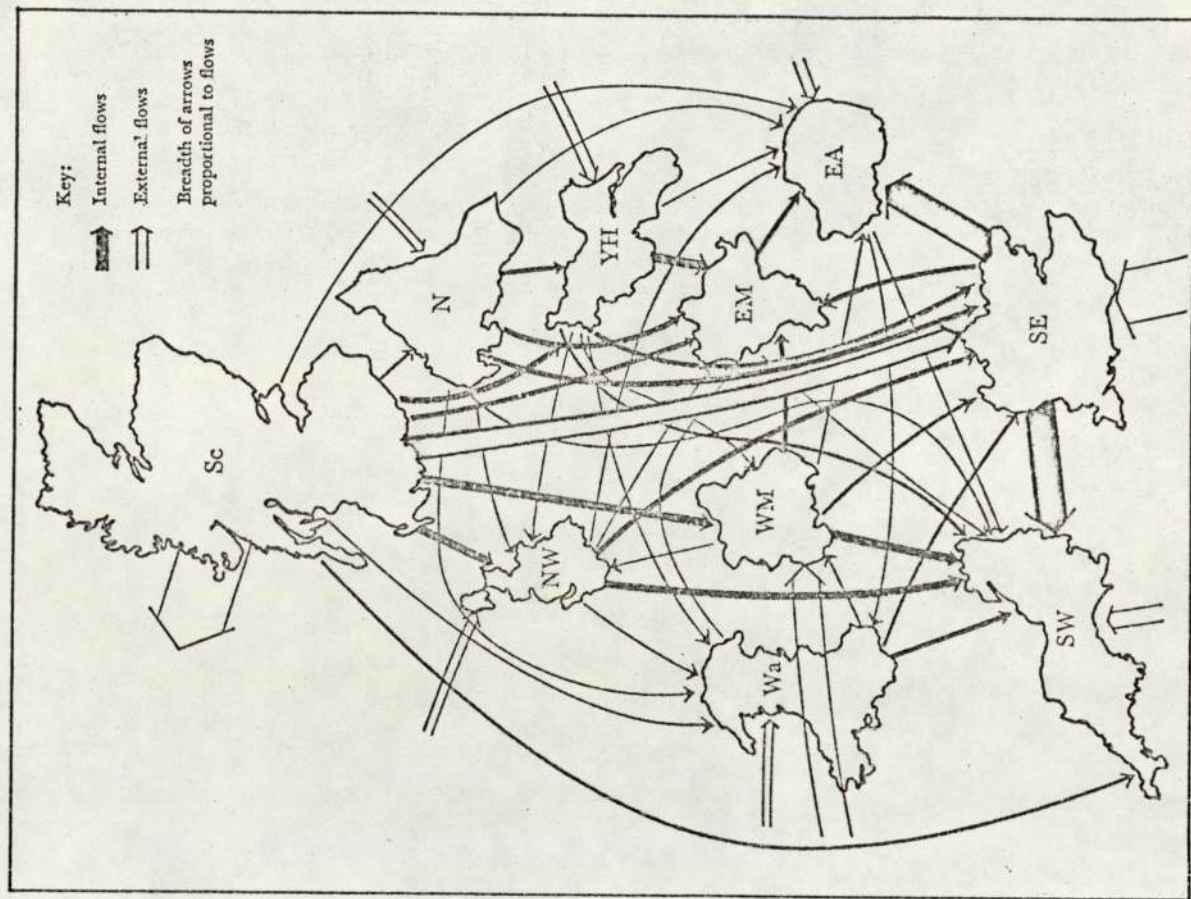 Key:
Internal flows
External flows
Breadth of arrows
proportional to flows
Sc
N
NW
YH
EM
WM
Wa
EA
SE
SW